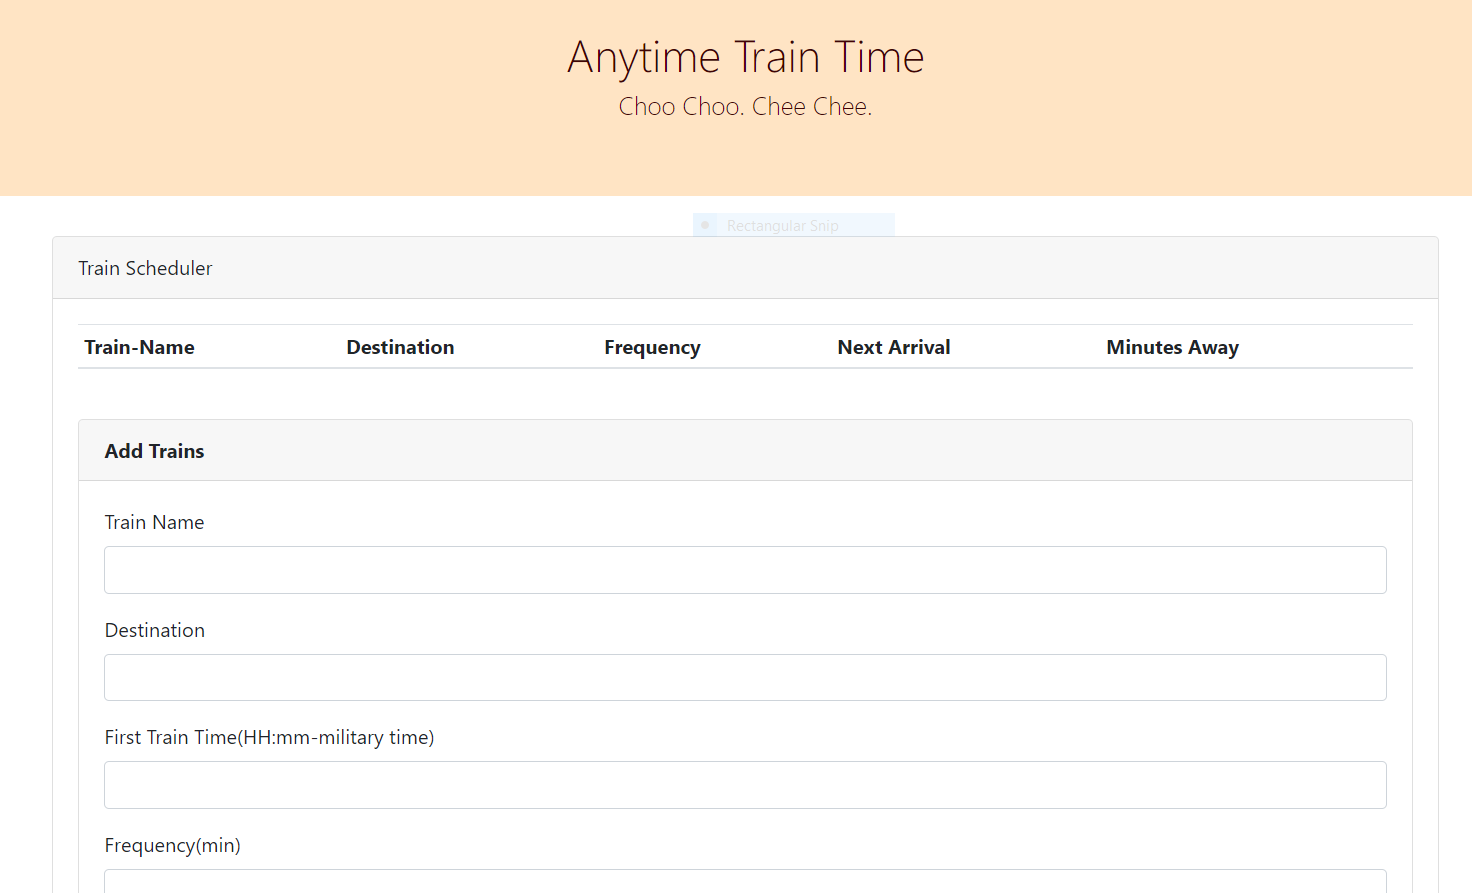 Anytime Train Time
Choo Choo. Chee Chee.
Rectangular Snip
Train Scheduler
Train-Name Destination Frequency Next Arrival Minutes Away
Add Trains
Train Name
Destination
First Train Time(HH:mm-military time)
Frequency(min)